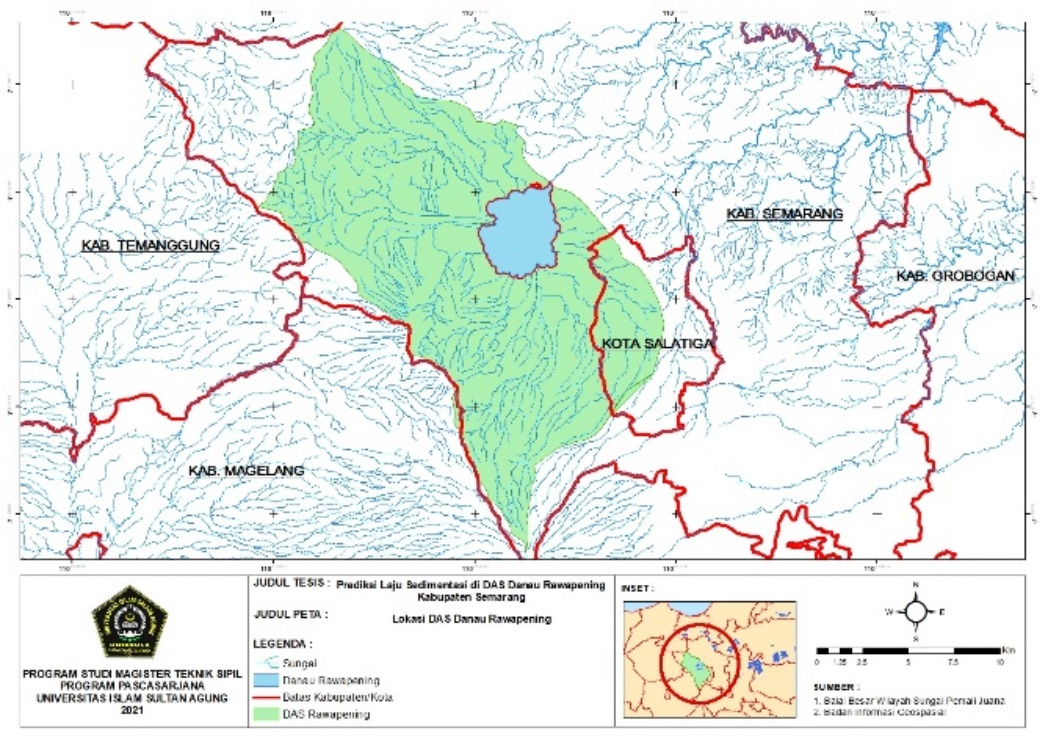 KAB. TEMANGGUNG
KAB. SEMARANG
KAB. GROBOGAN
KOTA SALATIGA
KAB. MAGELANG
PROGRAM STUDI MAGISTER TEKNIK SIPIL
PROGRAM PASCASARJANA
UNIVERSITAS ISLAM SULTAN AGUNG
2021
JUDUL TESIS : Prediksi Laju Sedimentasi di DAS Danau Rawapening
Kabupaten Semarang
JUDUL PETA : Lokasi DAS Danau Rawapening
LEGENDA :
Sungai
Danau Rawapening
Batas Kabupaten/Kota
DAS Rawapening
INSET :
N
W E
S
0 1.25 2.5 5 7.5 10 Km
SUMBER :
1. Balai Besar Wilayah Sungai Pemali Juana
2. Badan Informasi Geospasial